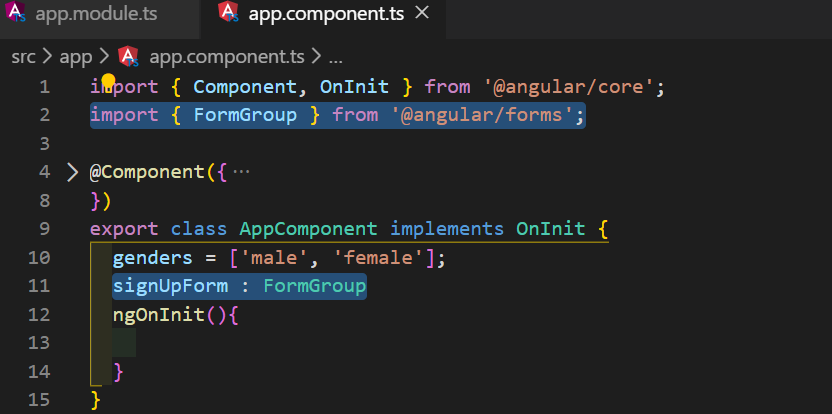 app.module.ts app.component.ts
src > app > app.component.ts > ...
1 import { Component, OnInit } from '@angular/core';
2 import { FormGroup } from '@angular/forms';
3
4 @Component({ ...
8 })
9 export class AppComponent implements OnInit {
10 genders = ['male', 'female'];
11 signUpForm : FormGroup
12 ngOnInit(){
13
14 }
15 }